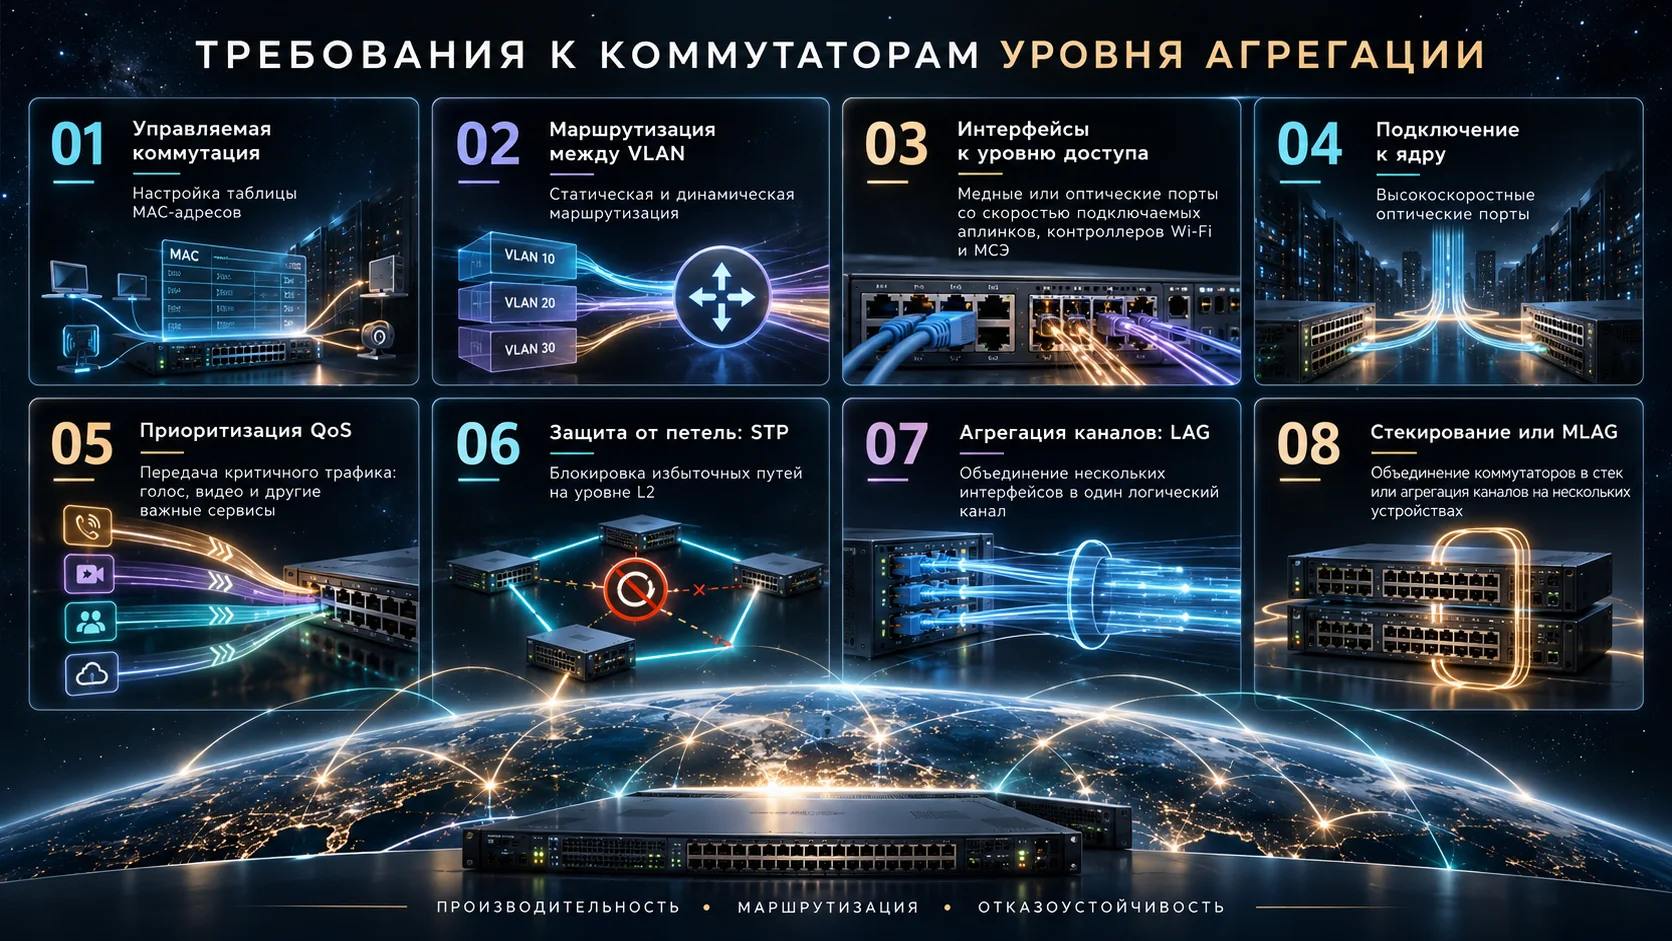 ТРЕБОВАНИЯ К КОММУТАТОРАМ УРОВНЯ АГРЕГАЦИИ
01
Управляемая
коммутация
Настройка таблицы
MAC-адресов
MAC
02
Маршрутизация
между VLAN
Статическая и динамическая
маршрутизация
VLAN 10
VLAN 20
VLAN 30
03
Интерфейсы
к уровню доступа
Медные или оптические порты
со скоростью подключаемых
аплинков, контроллеров Wi-Fi
и МСЭ
04
Подключение
к ядру
Высокоскоростные
оптические порты
05
Приоритизация QoS
Передача критичного трафика:
голос, видео и другие
важные сервисы
06
Защита от петель: STP
Блокировка избыточных путей
на уровне L2
07
Агрегация каналов: LAG
Объединение нескольких
интерфейсов в один логический
канал
08
Стекирование или MLAG
Объединение коммутаторов в стек
или агрегация каналов на нескольких
устройствах
ПРОИЗВОДИТЕЛЬНОСТЬ • МАРШРУТИЗАЦИЯ • ОТКАЗОУСТОЙЧИВОСТЬ